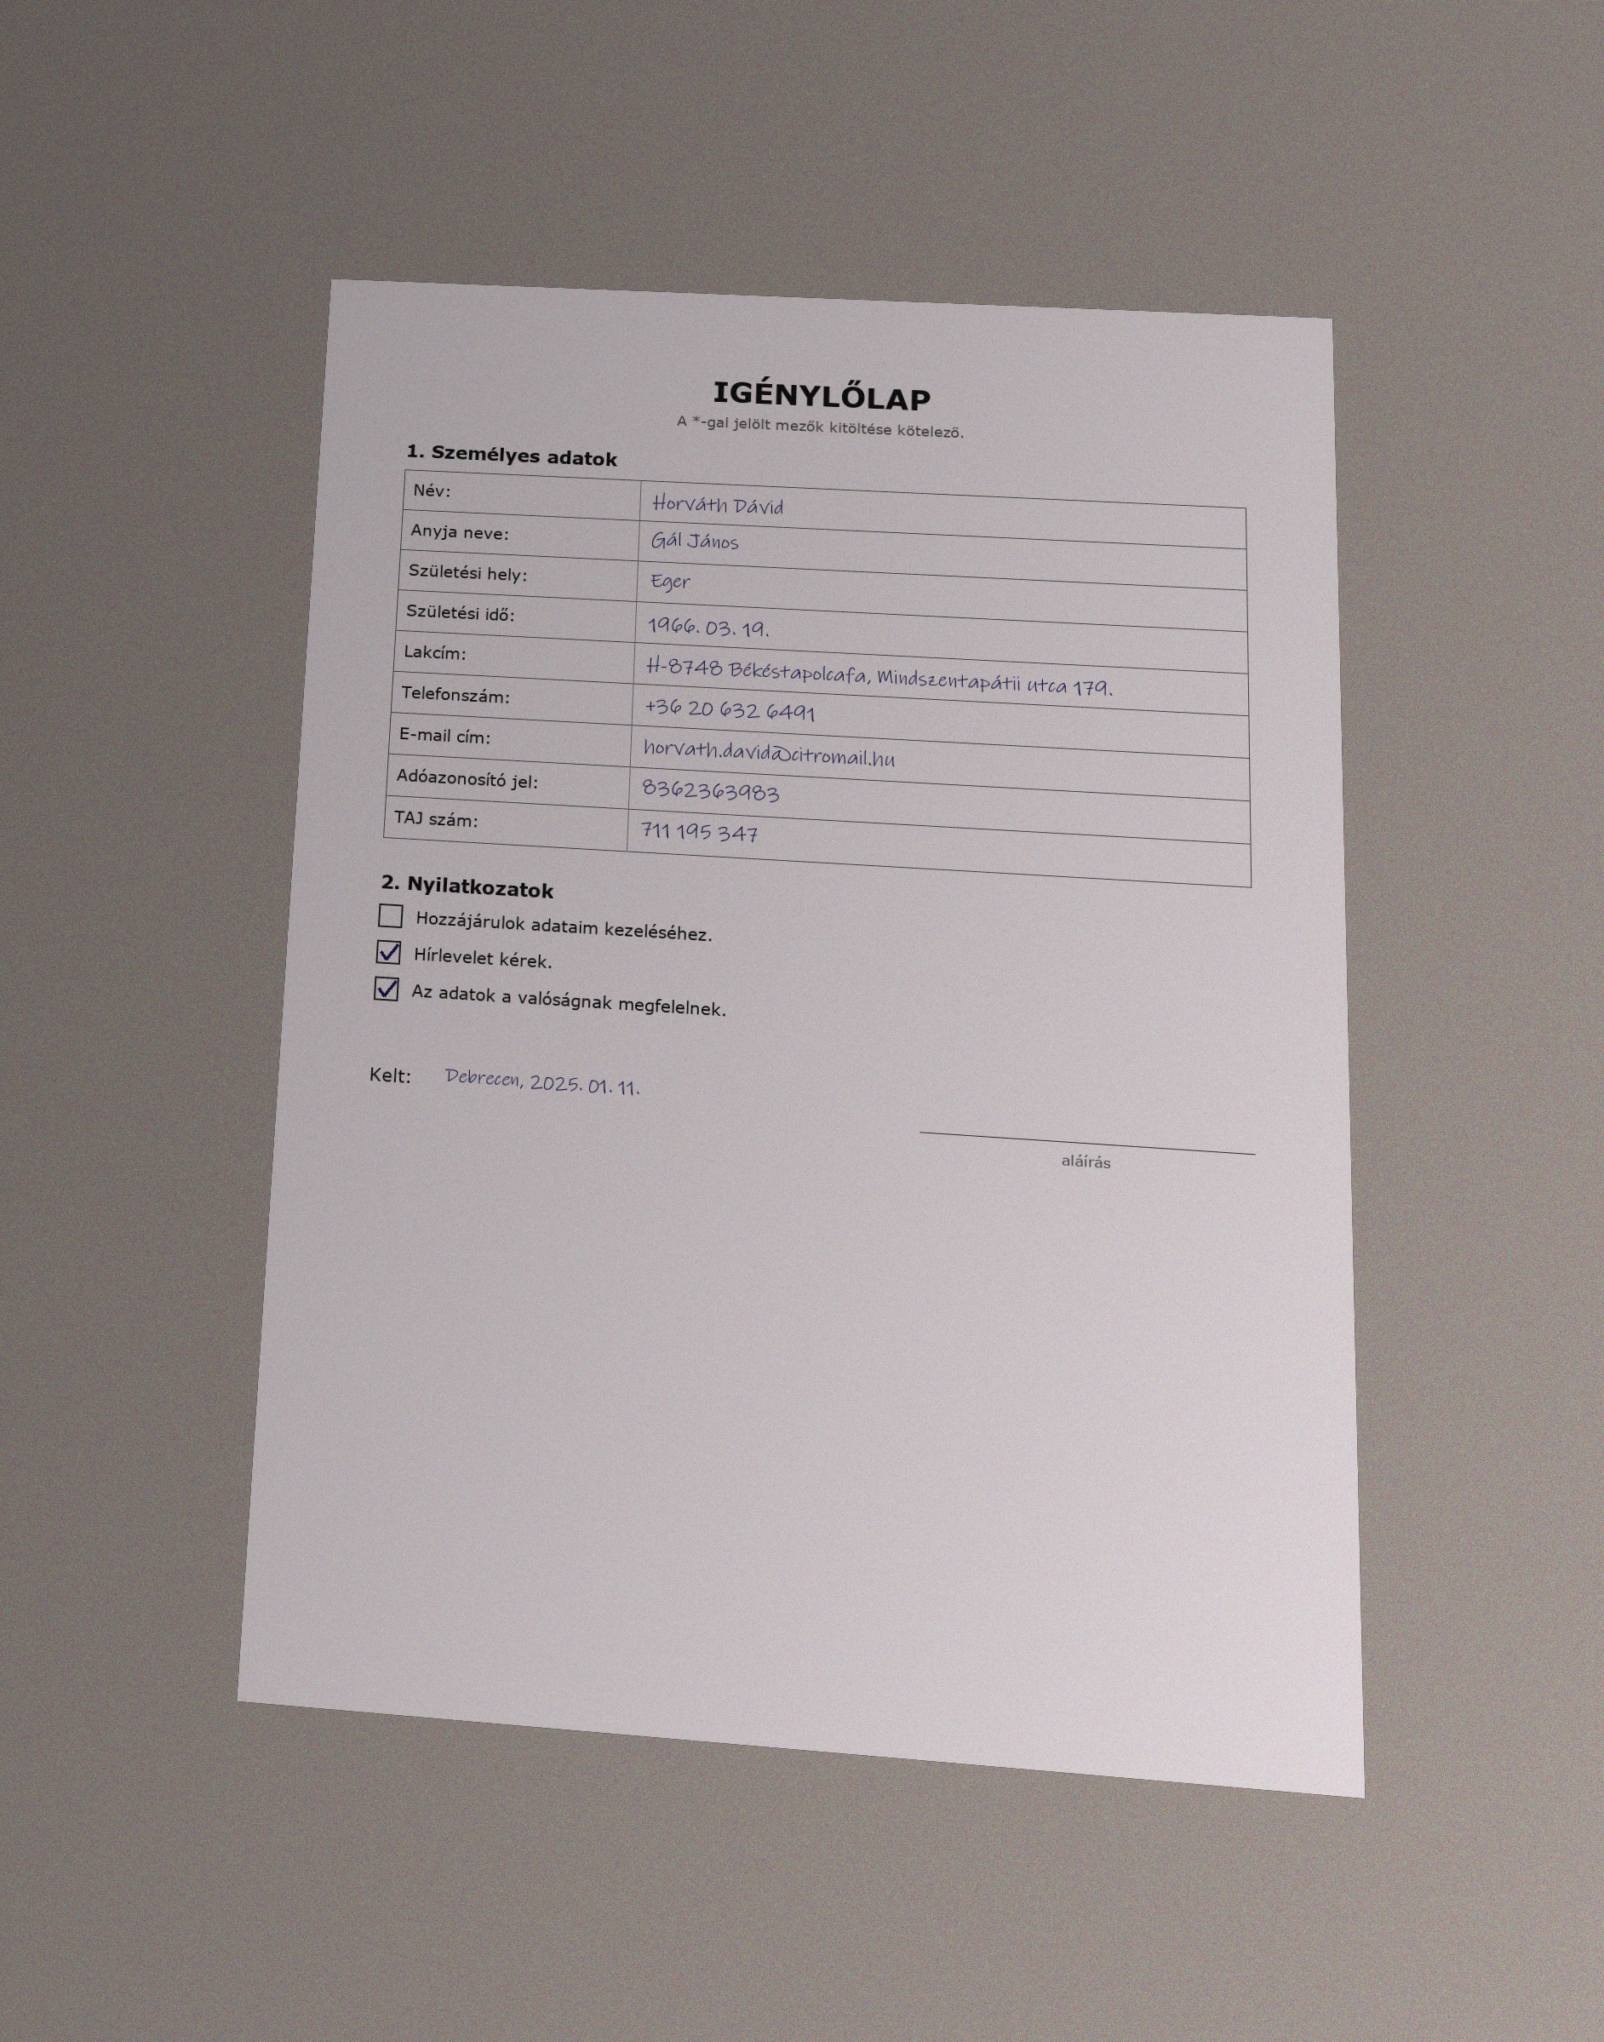 IGÉNYLŐLAP
A *-gal jelölt mezők kitöltése kötelező.
1. Személyes adatok
Név: Horváth Dávid
Anyja neve: Gál János
Születési hely: Eger
Születési idő: 1966. 03. 19.
Lakcím: H-8748 Békéstapolcafa, Mindszentapátii utca 179.
Telefonszám: +36 20 632 6491
E-mail cím: horvath.david@citromail.hu
Adóazonosító jel: 8362363983
TAJ szám: 711 195 347
2. Nyilatkozatok
Hozzájárulok adataim kezeléséhez.
Hírlevelet kérek.
Az adatok a valóságnak megfelelnek.
Kelt: Debrecen, 2025. 01. 11.
aláírás